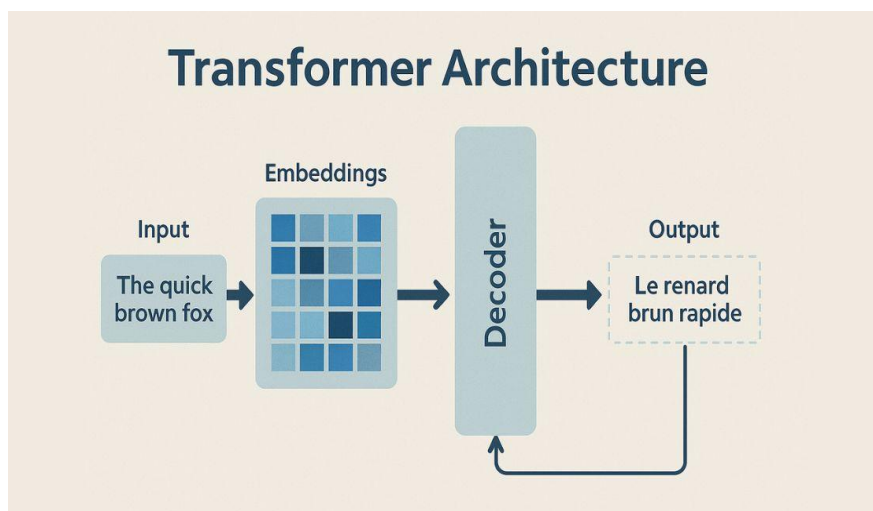 Transformer Architecture
Embeddings
Input
The quick
brown fox
Decoder
Output
Le renard
brun rapide